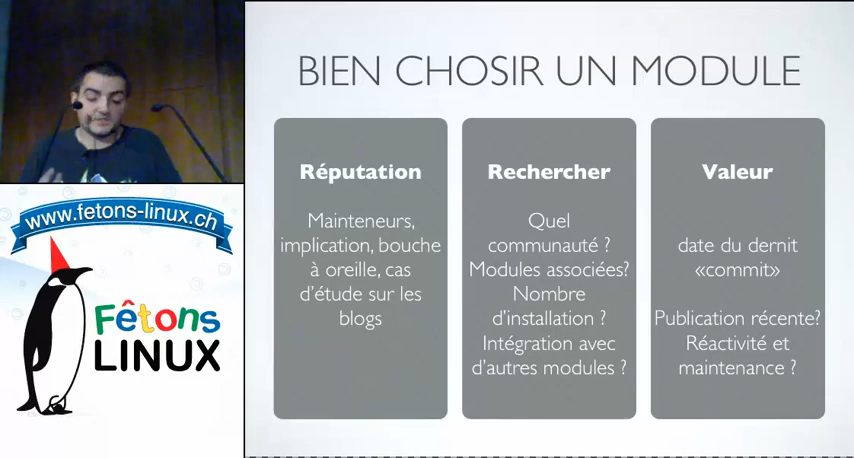 BIEN CHOSIR UN MODULE
Réputation
Mainteneurs,
implication, bouche
à oreille, cas
d'étude sur les
blogs
Rechercher
Quel
communauté ?
Modules associées?
Nombre
d'installation ?
Intégration avec
d'autres modules ?
Valeur
date du dernit
«commit»
Publication récente?
Réactivité et
maintenance ?
www.fetons-linux.ch
Fêtons
LINUX